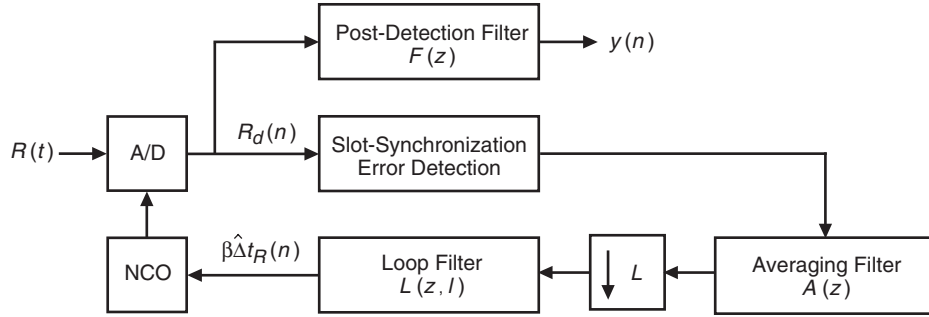 Post-Detection Filter
F(z)
y(n)
R(t)
A/D
R_d(n)
Slot-Synchronization
Error Detection
NCO
βΔ̂t_R(n)
Loop Filter
L(z,l)
L
Averaging Filter
A(z)